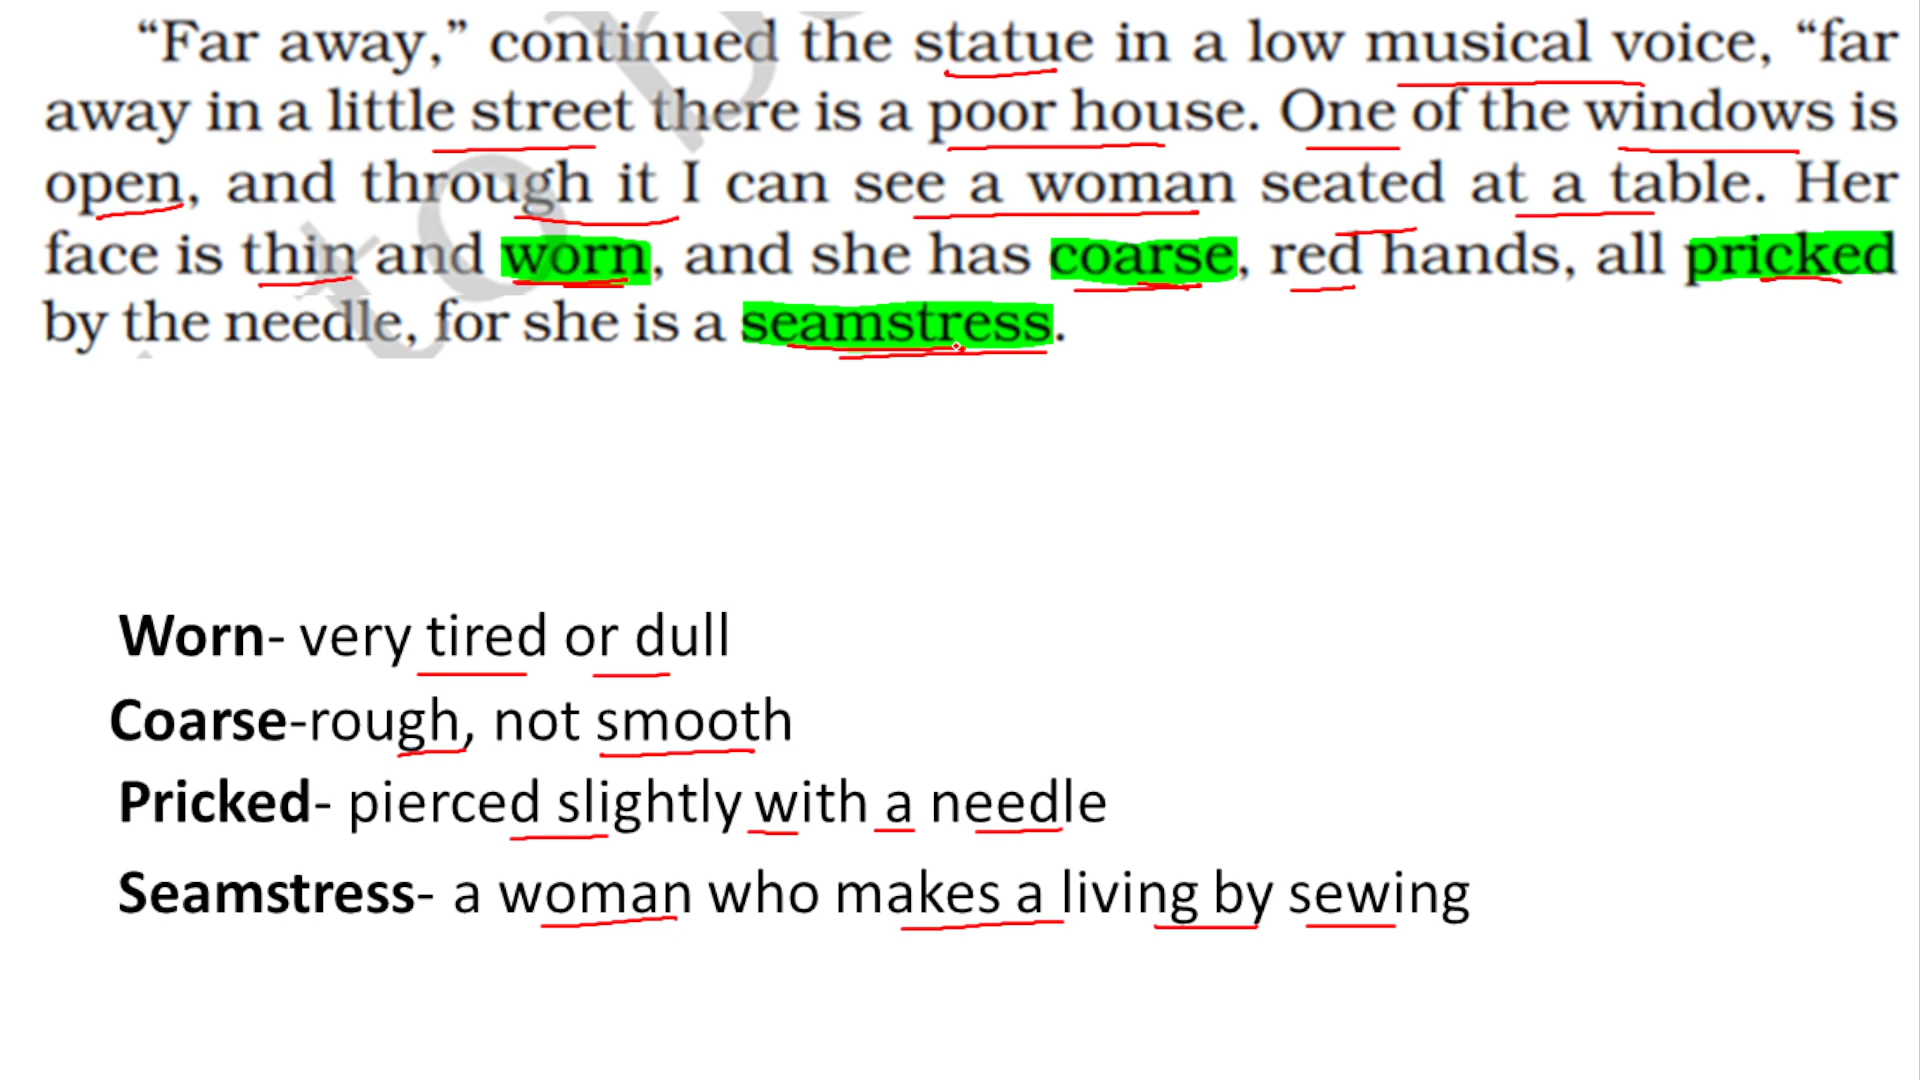 “Far away,” continued the statue in a low musical voice, “far
away in a little street there is a poor house. One of the windows is
open, and through it I can see a woman seated at a table. Her
face is thin and worn, and she has coarse, red hands, all pricked
by the needle, for she is a seamstress.
Worn- very tired or dull
Coarse-rough, not smooth
Pricked- pierced slightly with a needle
Seamstress- a woman who makes a living by sewing